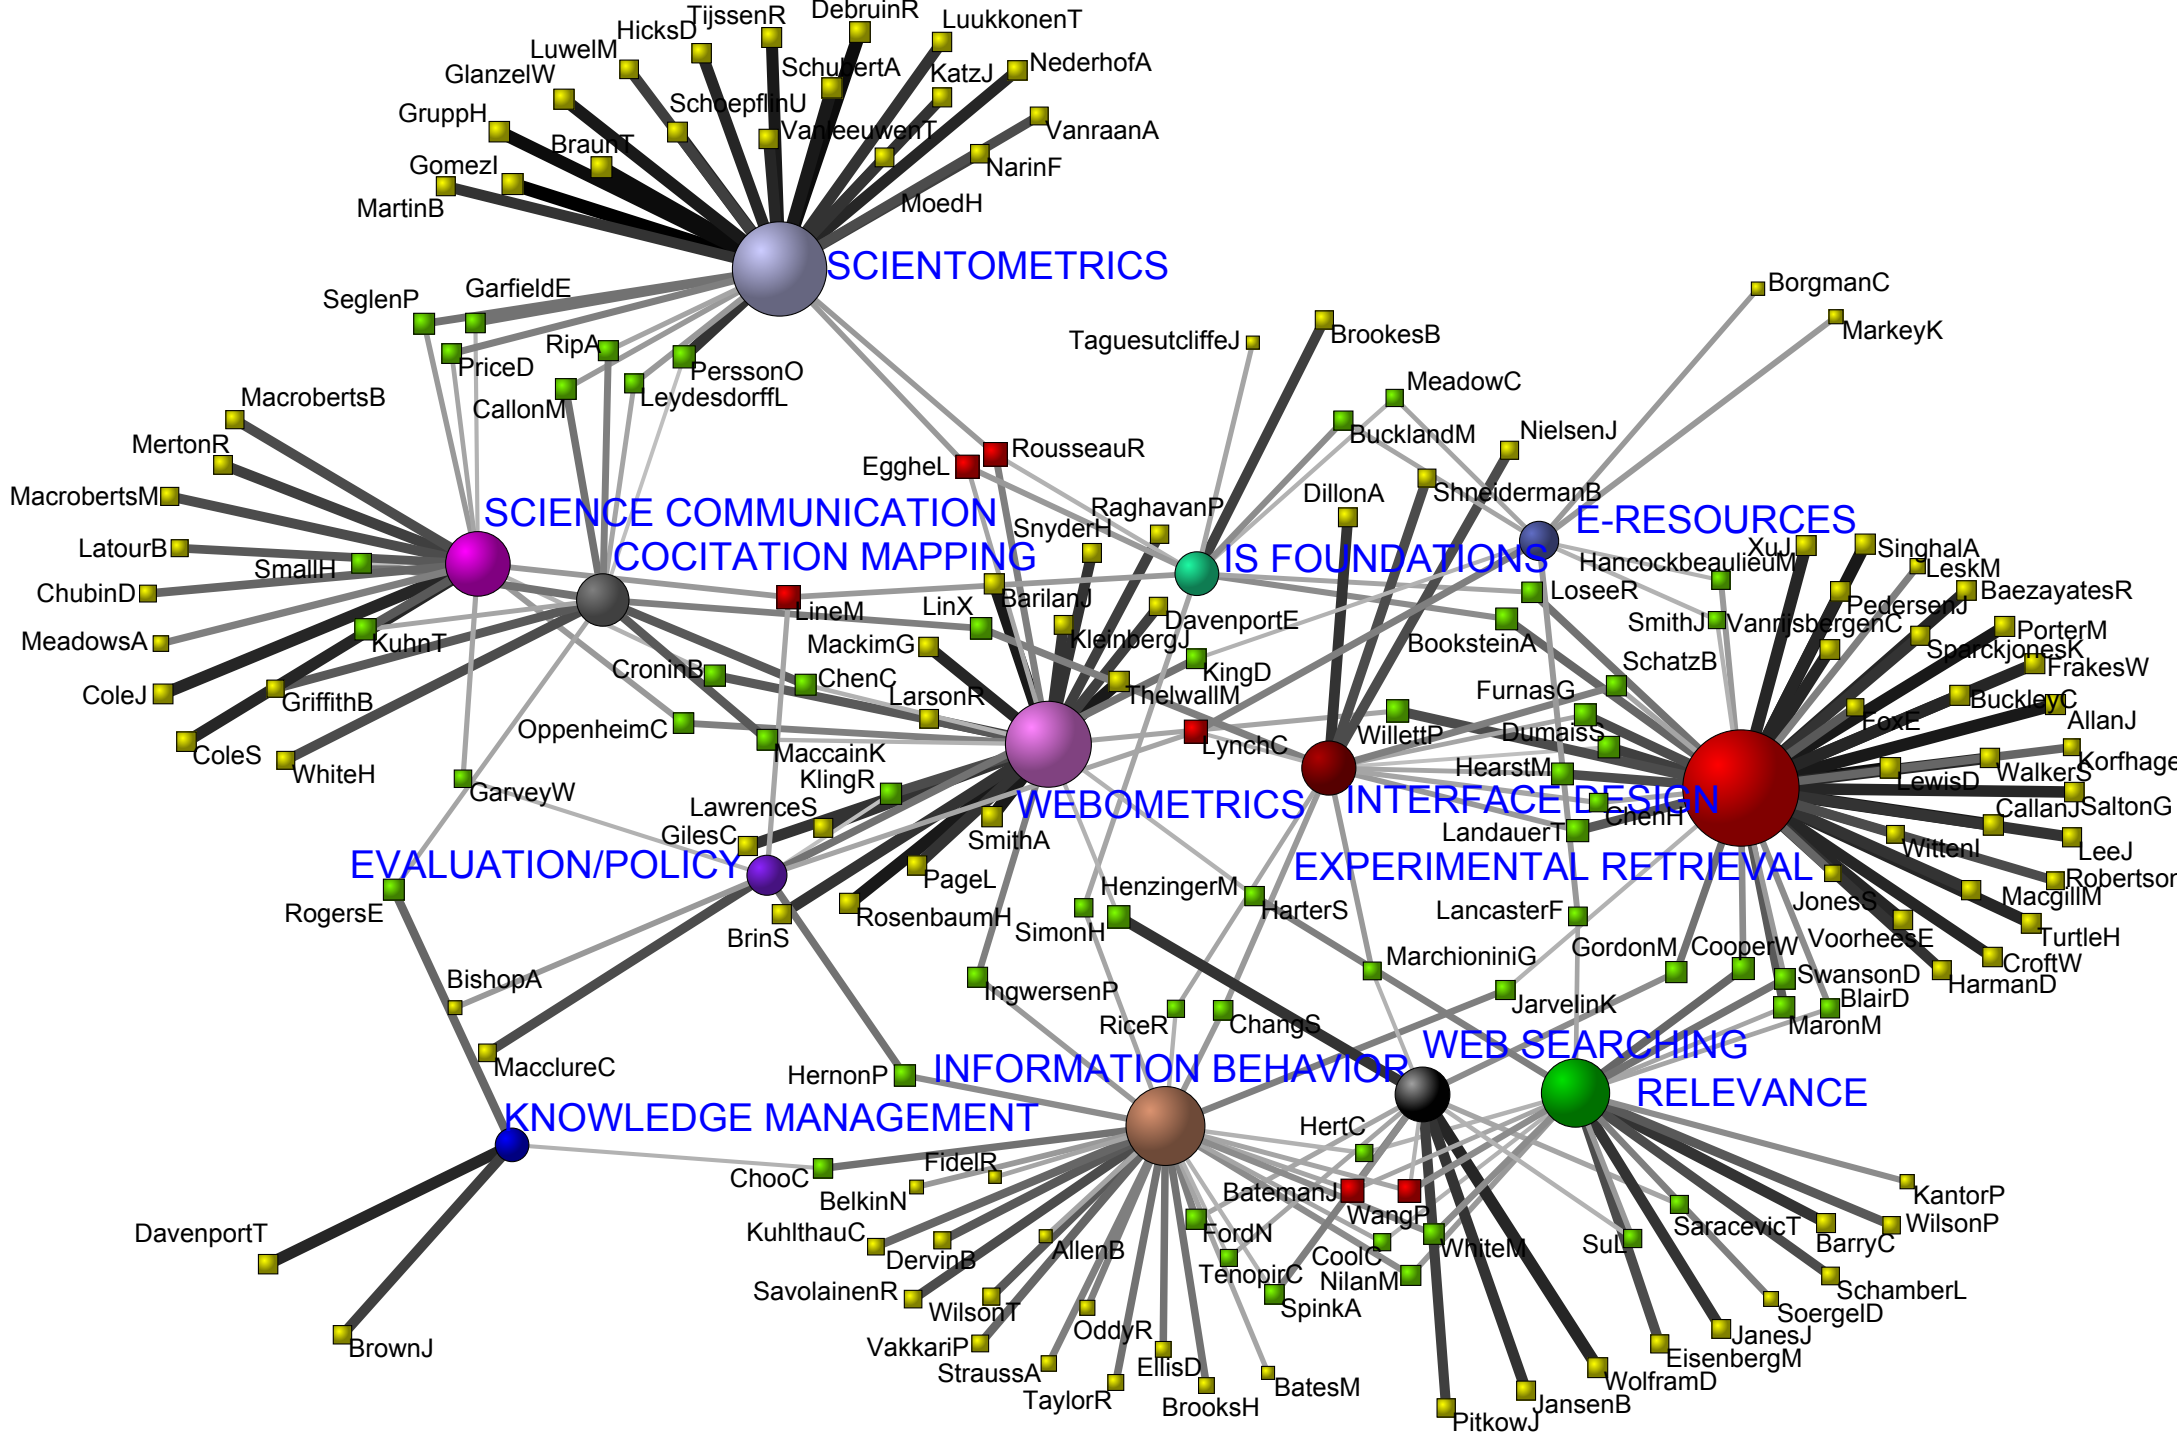 DebruinR
TijssenR
LuukkonenT
HicksD
LuwelM
NederhofA
SchubertA
KatzJ
GlanzelW
SchoepflinU
GruppH
VanleeuwenT
VanraanA
BraunT
NarinF
GomezI
MoedH
MartinB
SCIENTOMETRICS
BorgmanC
GarfieldE
SeglenP
MarkeyK
BrookesB
TaguesutcliffeJ
RipA
PriceD
PerssonO
MeadowC
LeydesdorffL
MacrobertsB
CallonM
NielsenJ
BucklandM
MertonR
RousseauR
EggheL
DillonA
ShneidermanB
MacrobertsM
RaghavanP
SCIENCE COMMUNICATION
SnyderH
E-RESOURCES
LatourB
COCITATION MAPPING
IS FOUNDATIONS
XuJ
SinghalA
SmallH
HancockbeaulieuM
LeskM
ChubinD
LineM
LinX
BarilanJ
LoseeR
BaezayatesR
PedersenJ
DavenportE
SmithJ
VanrijsbergenC
PorterM
MeadowsA
KuhnT
MackimG
KleinbergJ
BooksteinA
SparckjonesK
CroninB
ChenC
KingD
SchatzB
FrakesW
ColeJ
GriffithB
LarsonR
ThelwallM
FurnasG
BuckleyC
OppenheimC
WillettP
DumaisS
FoxE
AllanJ
ColeS
WhiteH
MaccainK
LynchC
KlingR
HearstM
LewisD
WalkerS
Korfhage
GarveyW
LawrenceS
WEBOMETRICS
INTERFACE DESIGN
ChenH
CallanJ
SaltonG
GilesC
SmithA
LandauerT
WittenI
LeeJ
EVALUATION/POLICY
EXPERIMENTAL RETRIEVAL
PageL
HenzingerM
Robertson
RogersE
RosenbaumH
HarterS
LancasterF
JonesS
MacgillM
BrinS
SimonH
VoorheesE
TurtleH
MarchioniniG
GordonM
CooperW
CroftW
BishopA
IngwersenP
SwansonD
HarmanD
JarvelinK
BlairD
RiceR
ChangS
MaronM
MacclureC
WEB SEARCHING
HernonP
INFORMATION BEHAVIOR
RELEVANCE
KNOWLEDGE MANAGEMENT
HertC
ChooC
FidelR
BelkinN
BatemanJ
KantorP
WangP
SaracevicT
WilsonP
DavenportT
KuhlthauC
DervinB
AllenB
FordN
CoolC
WhiteM
SuL
BarryC
TenopirC
NilanM
SavolainenR
WilsonT
SpinkA
SchamberL
SoergelD
BrownJ
VakkariP
OddyR
JanesJ
StraussA
EllisD
EisenbergM
TaylorR
BrooksH
BatesM
WolframD
JansenB
PitkowJ